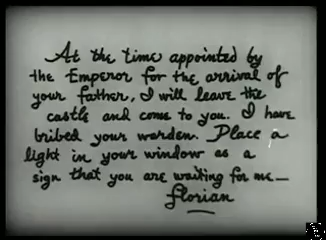 At the time appointed by
the Emperor for the arrival of
your father, I will leave the
castle and come to you. I have
bribed your warden. Place a
light in your window as a
sign that you are waiting for me—
Florian